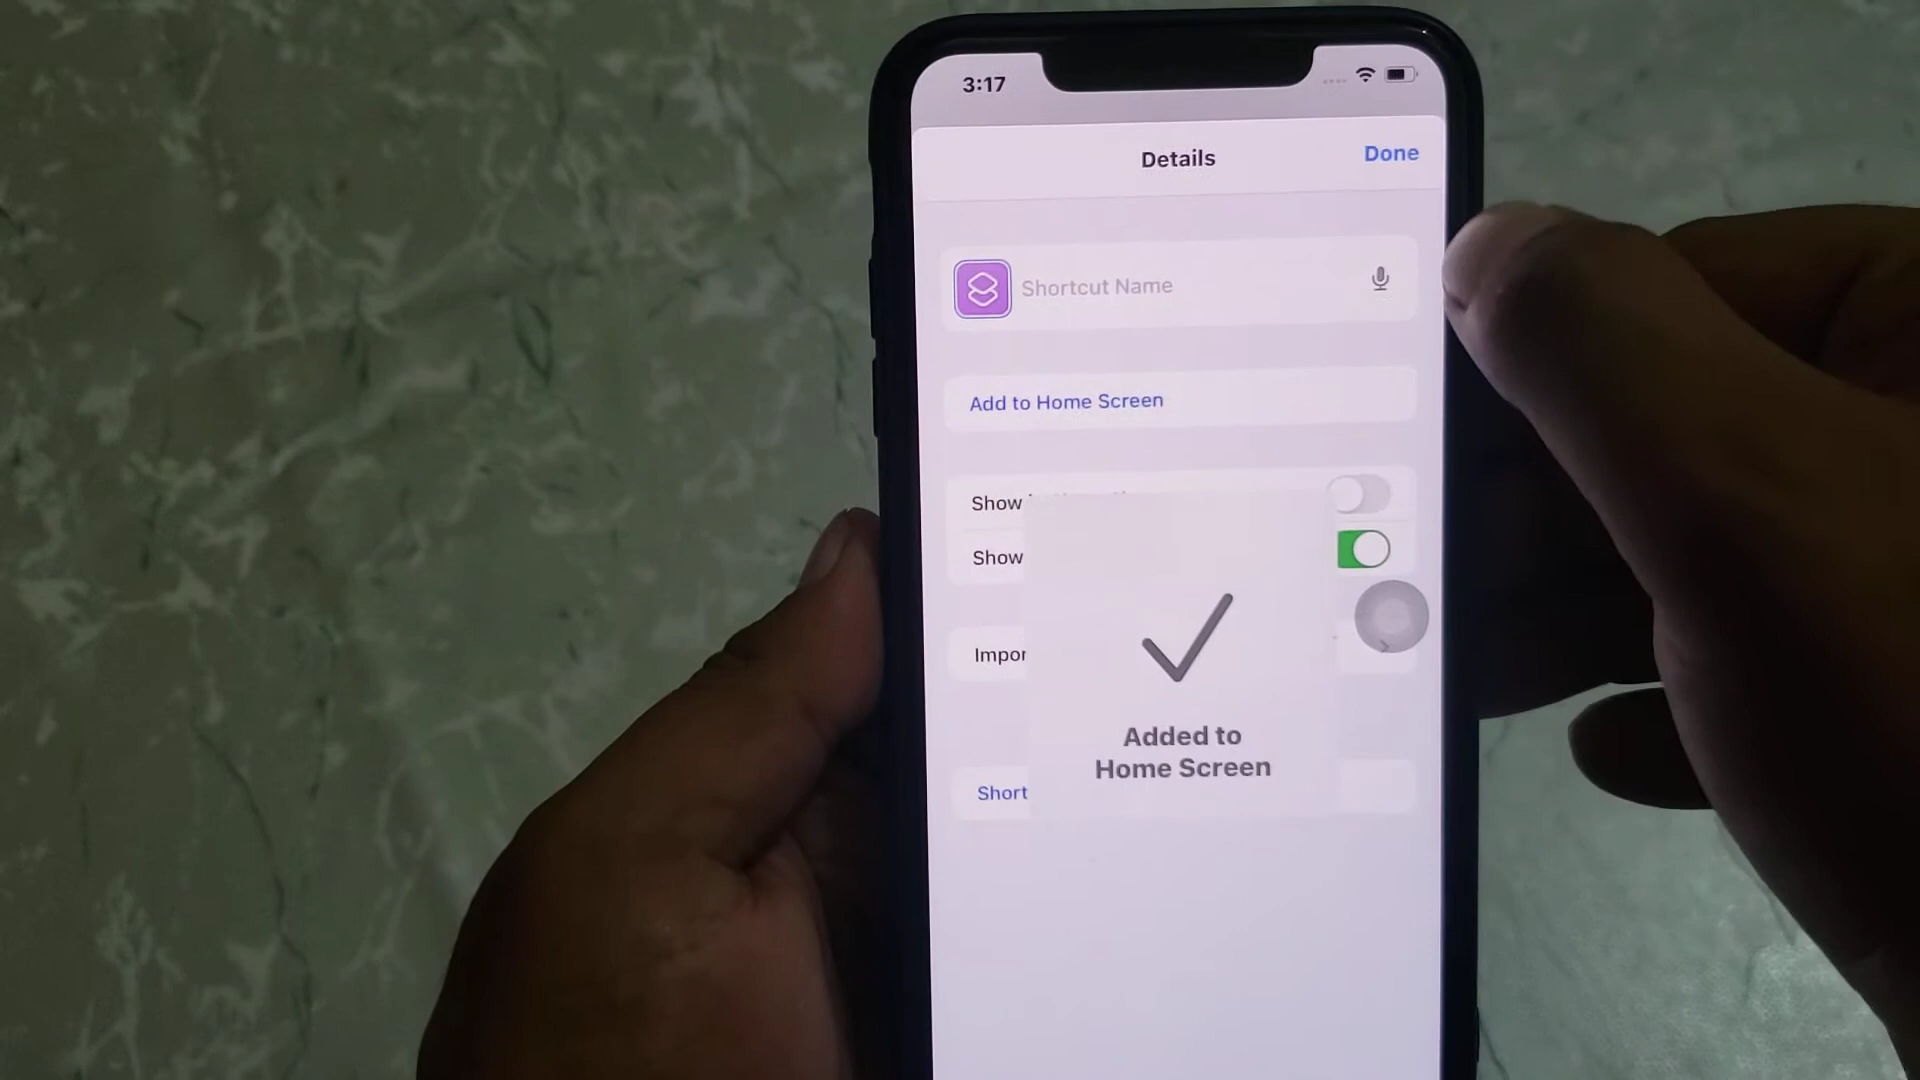 3:17
Details
Done
Shortcut Name
Add to Home Screen
Show
Show
Impor
Added to
Home Screen
Short